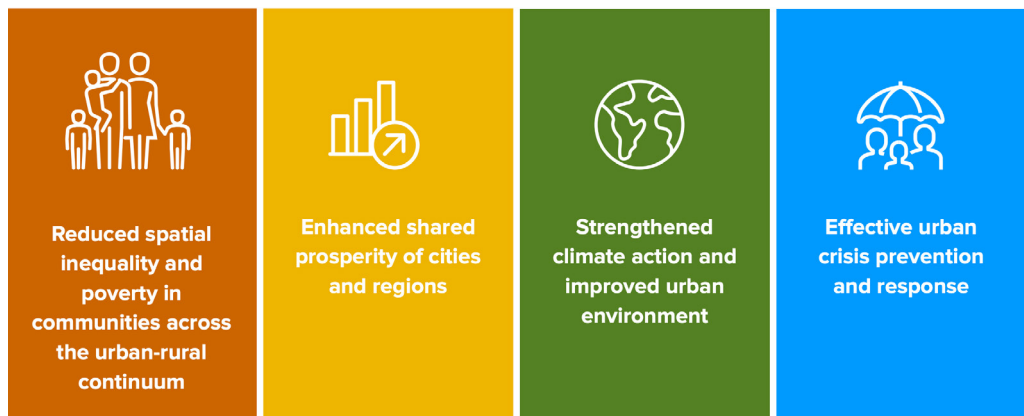 Reduced spatial
inequality and
poverty in
communities across
the urban-rural
continuum
Enhanced shared
prosperity of cities
and regions
Strengthened
climate action and
improved urban
environment
Effective urban
crisis prevention
and response